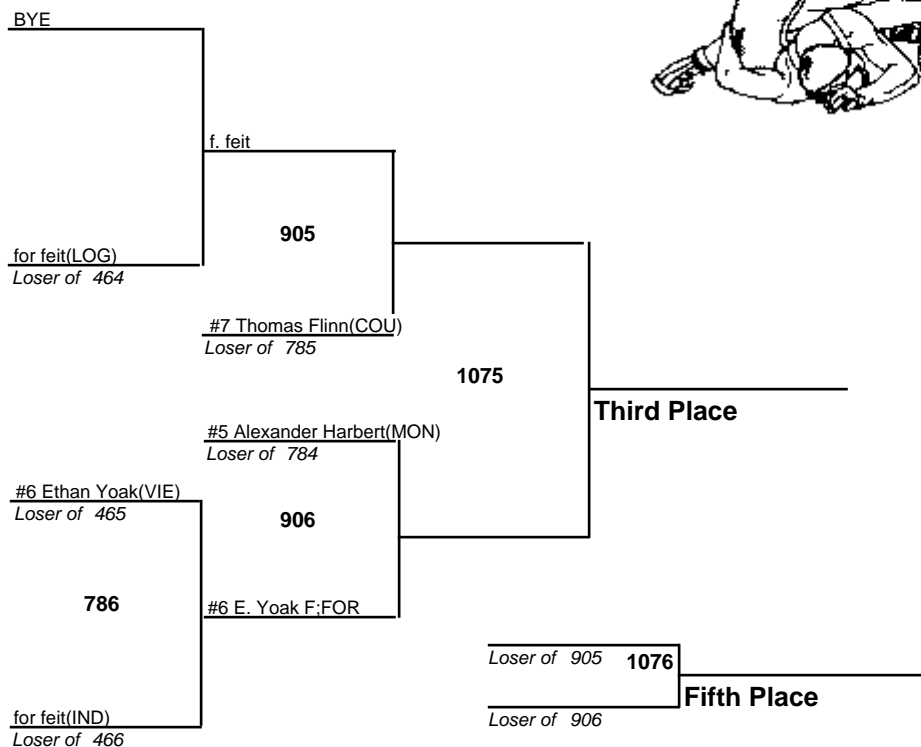 BYE
f. feit
905
for feit(LOG)
Loser of 464
#7 Thomas Flinn(COU)
Loser of 785
1075
Third Place
#5 Alexander Harbert(MON)
Loser of 784
#6 Ethan Yoak(VIE)
Loser of 465
906
786
#6 E. Yoak F;FOR
Loser of 905
1076
Fifth Place
for feit(IND)
Loser of 466
Loser of 906